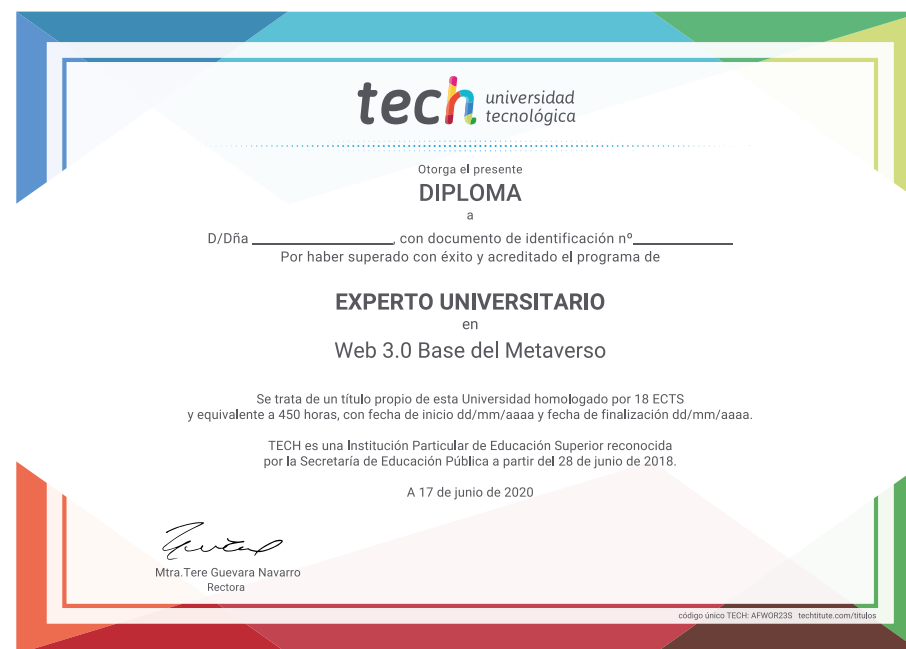 tech universidad
tecnológica
Otorga el presente
DIPLOMA
a
D/Dña ______________, con documento de identificación nº__________
Por haber superado con éxito y acreditado el programa de
EXPERTO UNIVERSITARIO
en
Web 3.0 Base del Metaverso
Se trata de un título propio de esta Universidad homologado por 18 ECTS
y equivalente a 450 horas, con fecha de inicio dd/mm/aaaa y fecha de finalización dd/mm/aaaa.
TECH es una Institución Particular de Educación Superior reconocida
por la Secretaría de Educación Pública a partir del 28 de junio de 2018.
A 17 de junio de 2020
Mtra.Tere Guevara Navarro
Rectora
código único TECH: AFWOR23S techtitute.com/titulos